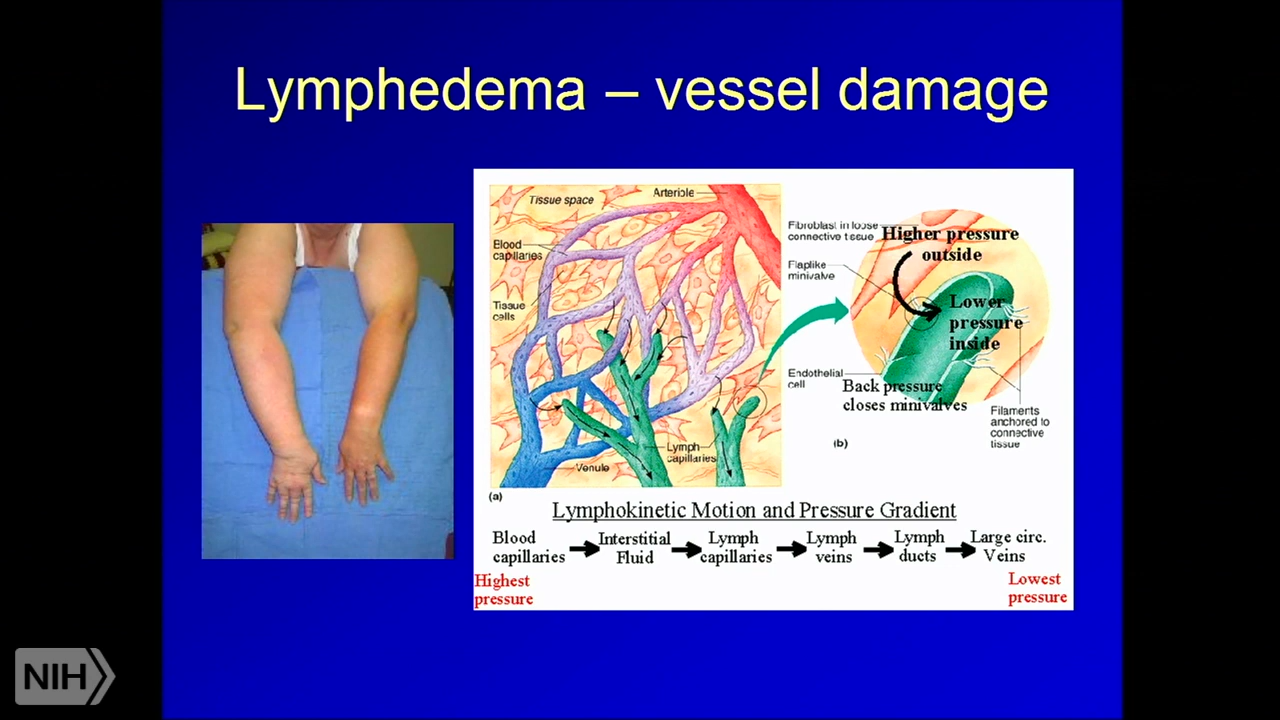 Lymphedema – vessel damage
Tissue space
Arteriole
Blood
capillaries
Tissue
cells
Lymph
capillaries
Venule
(a)
Fibroblast in loose
connective tissue
Flaplike
minivalve
Higher pressure
outside
Lower
pressure
inside
Endothelial
cell
Back pressure
closes minivalves
Filaments
anchored to
connective
tissue
(b)
Lymphokinetic Motion and Pressure Gradient
Blood
capillaries
Interstitial
Fluid
Lymph
capillaries
Lymph
veins
Lymph
ducts
Large circ.
Veins
Highest
pressure
Lowest
pressure
NIH